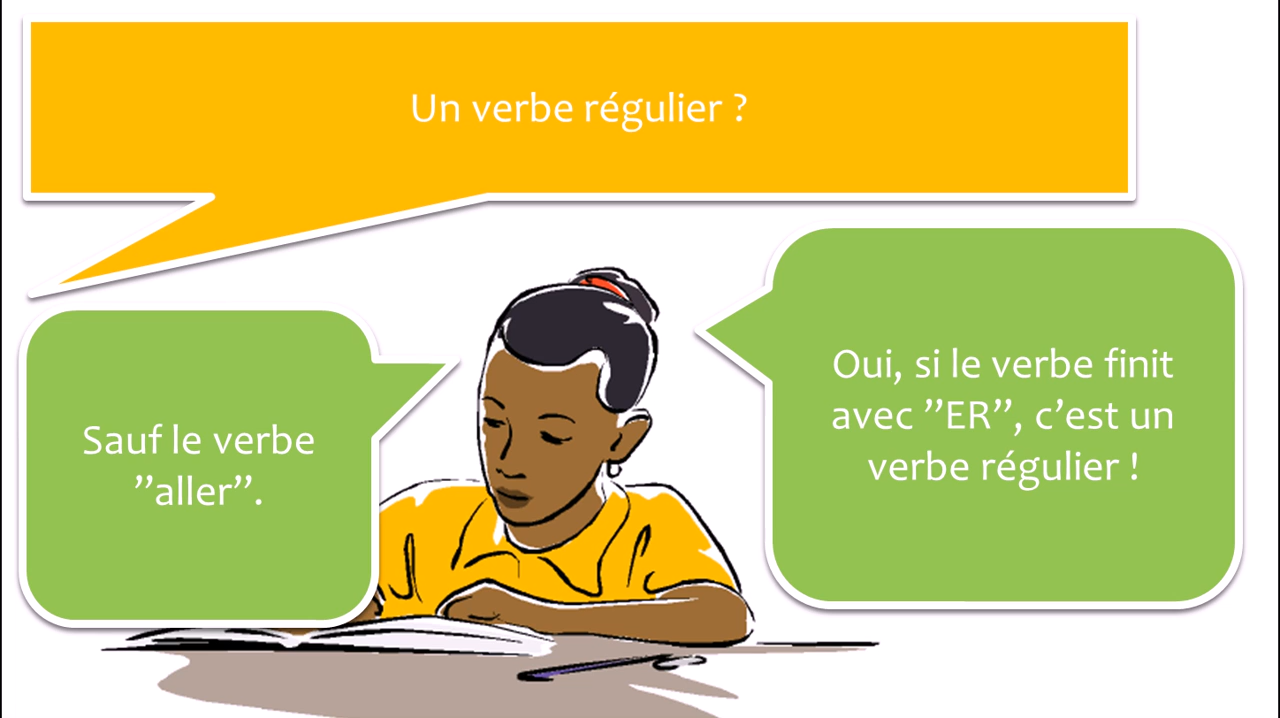 Un verbe régulier ?
Oui, si le verbe finit
avec ”ER”, c’est un
verbe régulier !
Sauf le verbe
”aller”.